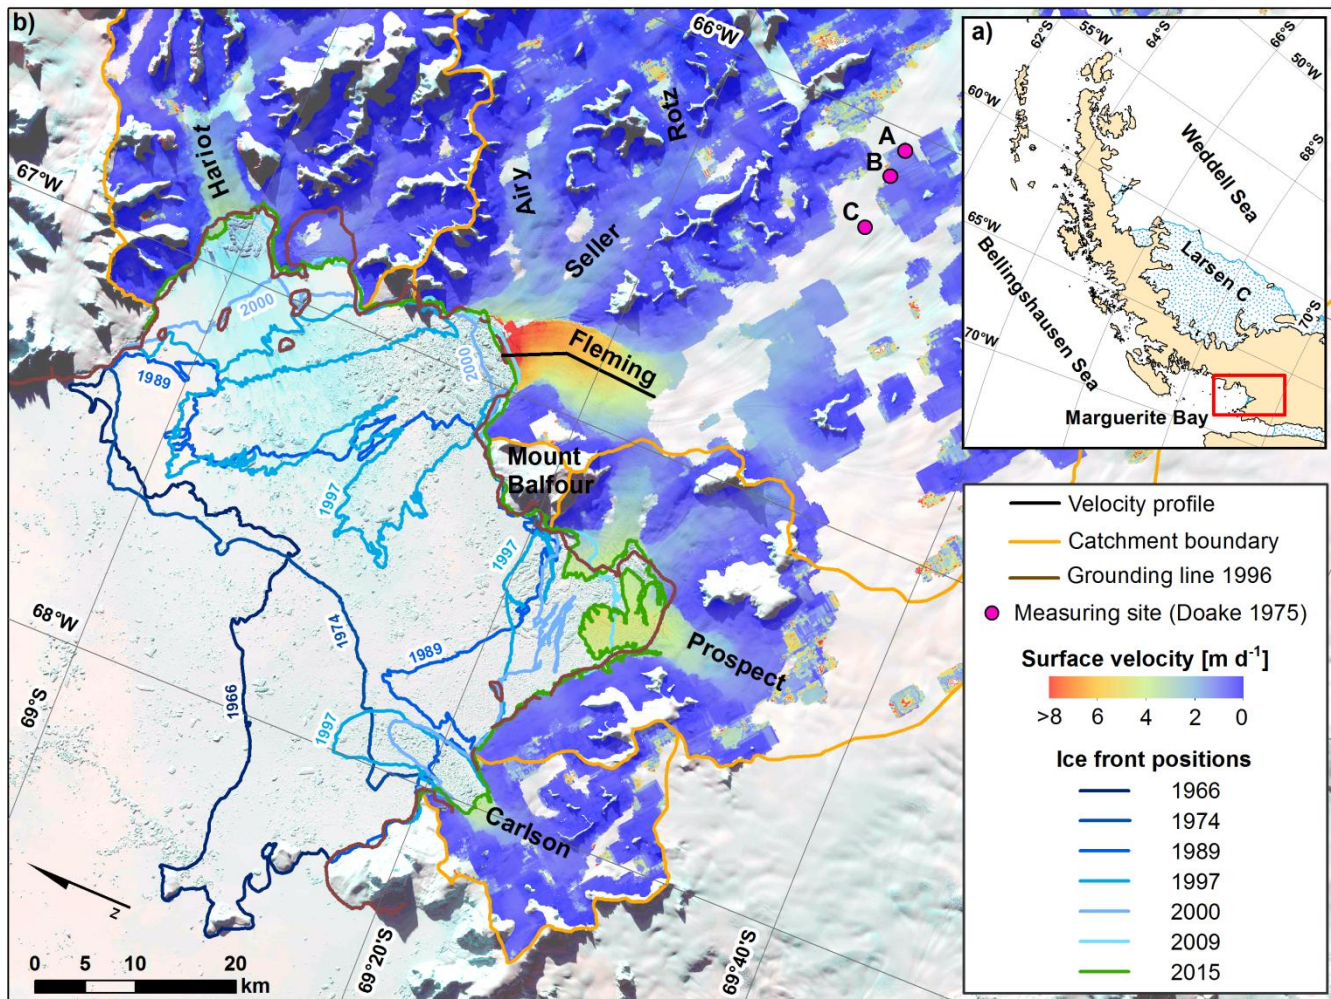 b)
66°W
67°W
Hariot
Rotz
Airy
Seller
A
B
C
2000
1989
2000
Fleming
Mount
Balfour
1997
1997
1974
1989
Prospect
1966
1997
68°W
69°S
Carlson
69°20'S
69°40'S
N
0 5 10 20
km
a)
62°S
55°W
64°S
66°S
50°W
60°W
Weddell Sea
68°S
65°W
Larsen C
Bellingshausen Sea
70°S
70°W
Marguerite Bay
Velocity profile
Catchment boundary
Grounding line 1996
Measuring site (Doake 1975)
Surface velocity [m d⁻¹]
>8 6 4 2 0
Ice front positions
1966
1974
1989
1997
2000
2009
2015